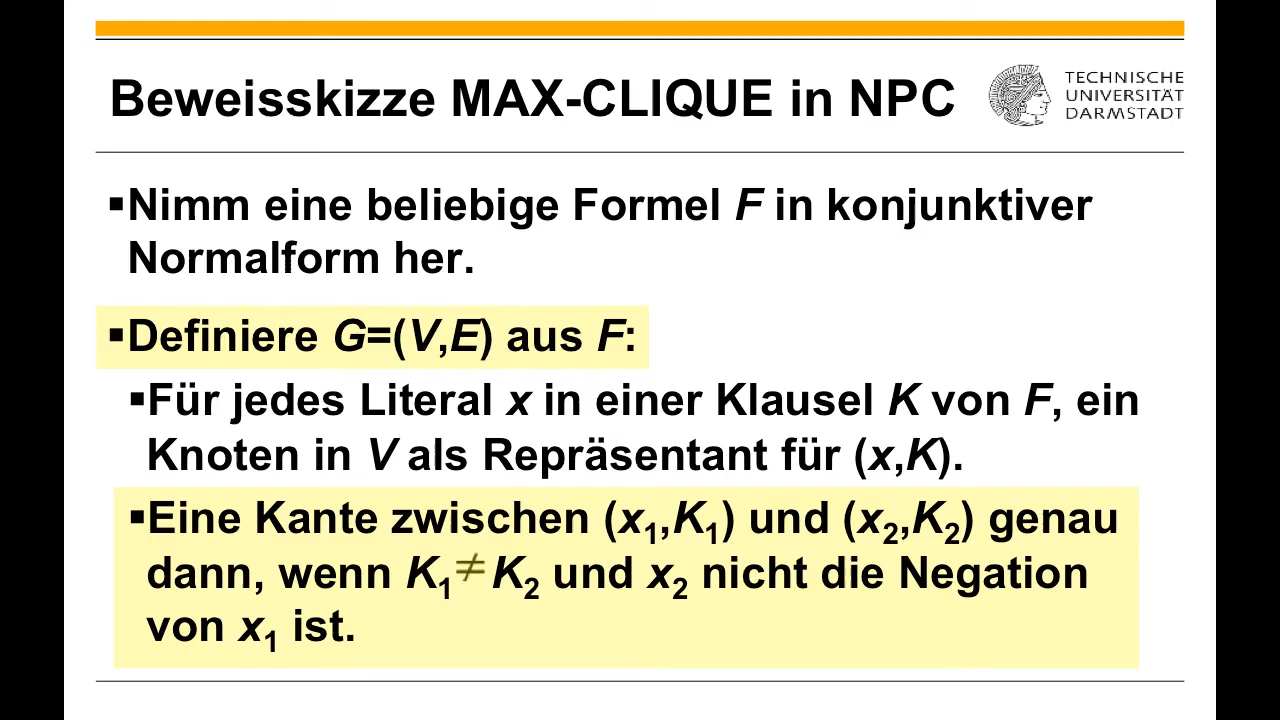 Beweisskizze MAX-CLIQUE in NPC
TECHNISCHE
UNIVERSITÄT
DARMSTADT
▪Nimm eine beliebige Formel F in konjunktiver
Normalform her.
▪Definiere G=(V,E) aus F:
▪Für jedes Literal x in einer Klausel K von F, ein
Knoten in V als Repräsentant für (x,K).
▪Eine Kante zwischen (x₁,K₁) und (x₂,K₂) genau
dann, wenn K₁≠K₂ und x₂ nicht die Negation
von x₁ ist.